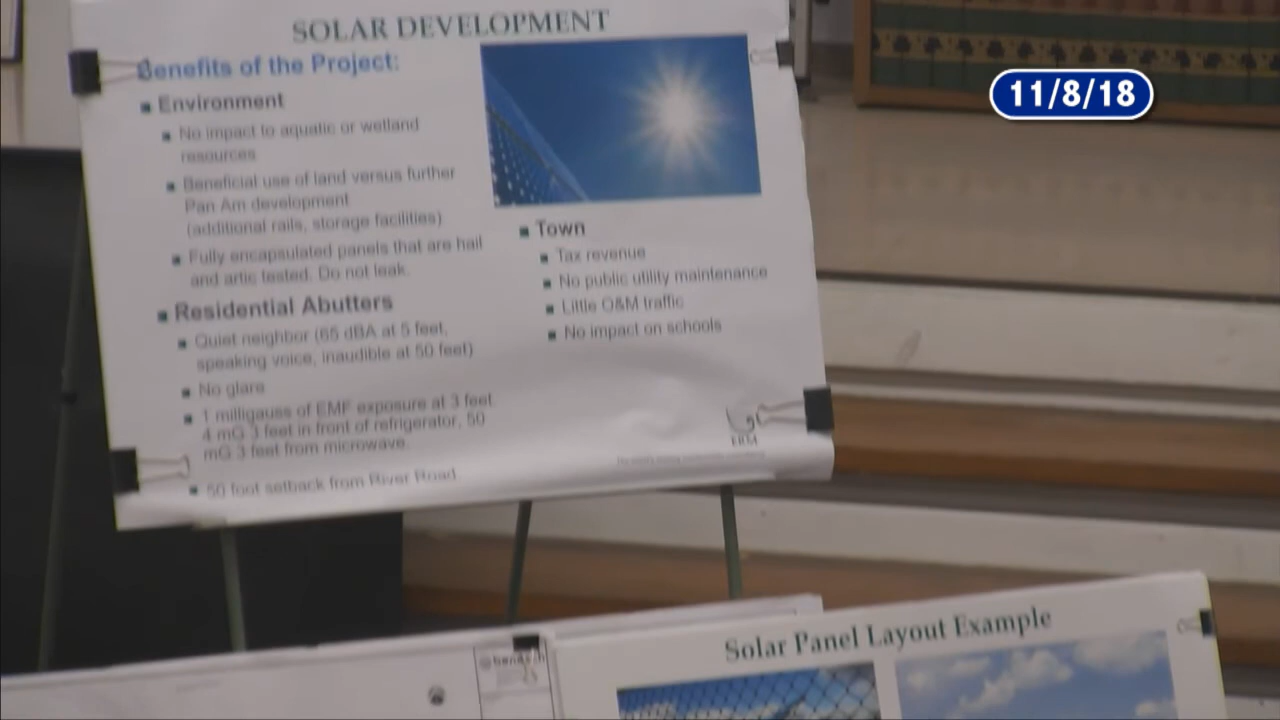 SOLAR DEVELOPMENT
11/8/18
Benefits of the Project:
Environment
No impact to aquatic or wetland
resources
Beneficial use of land versus further
Pan Am development
(additional rails, storage facilities)
Fully encapsulated panels that are hail
and artic tested. Do not leak.
Residential Abutters
Quiet neighbor (65 dBA at 5 feet,
speaking voice, inaudible at 50 feet)
No glare
1 milligauss of EMF exposure at 3 feet
4 mG 3 feet in front of refrigerator, 50
mG 3 feet from microwave.
50 foot setback from River Road
Town
Tax revenue
No public utility maintenance
Little O&M traffic
No impact on schools
ERM
Solar Panel Layout Example